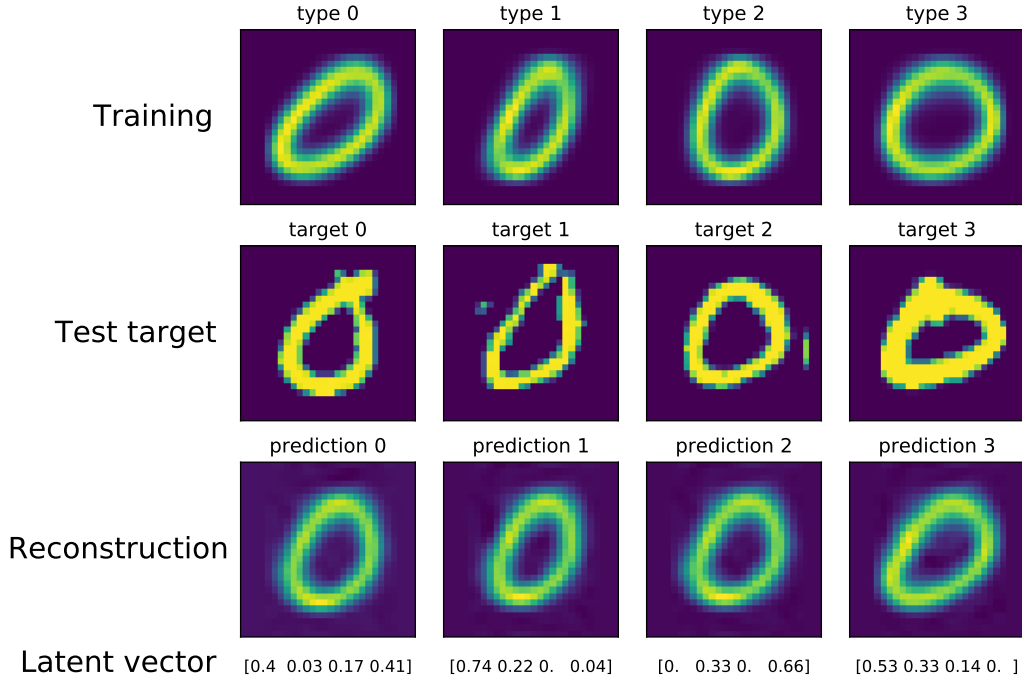 type 0 type 1 type 2 type 3
Training
target 0 target 1 target 2 target 3
Test target
prediction 0 prediction 1 prediction 2 prediction 3
Reconstruction
Latent vector [0.4 0.03 0.17 0.41] [0.74 0.22 0. 0.04] [0. 0.33 0. 0.66] [0.53 0.33 0.14 0. ]